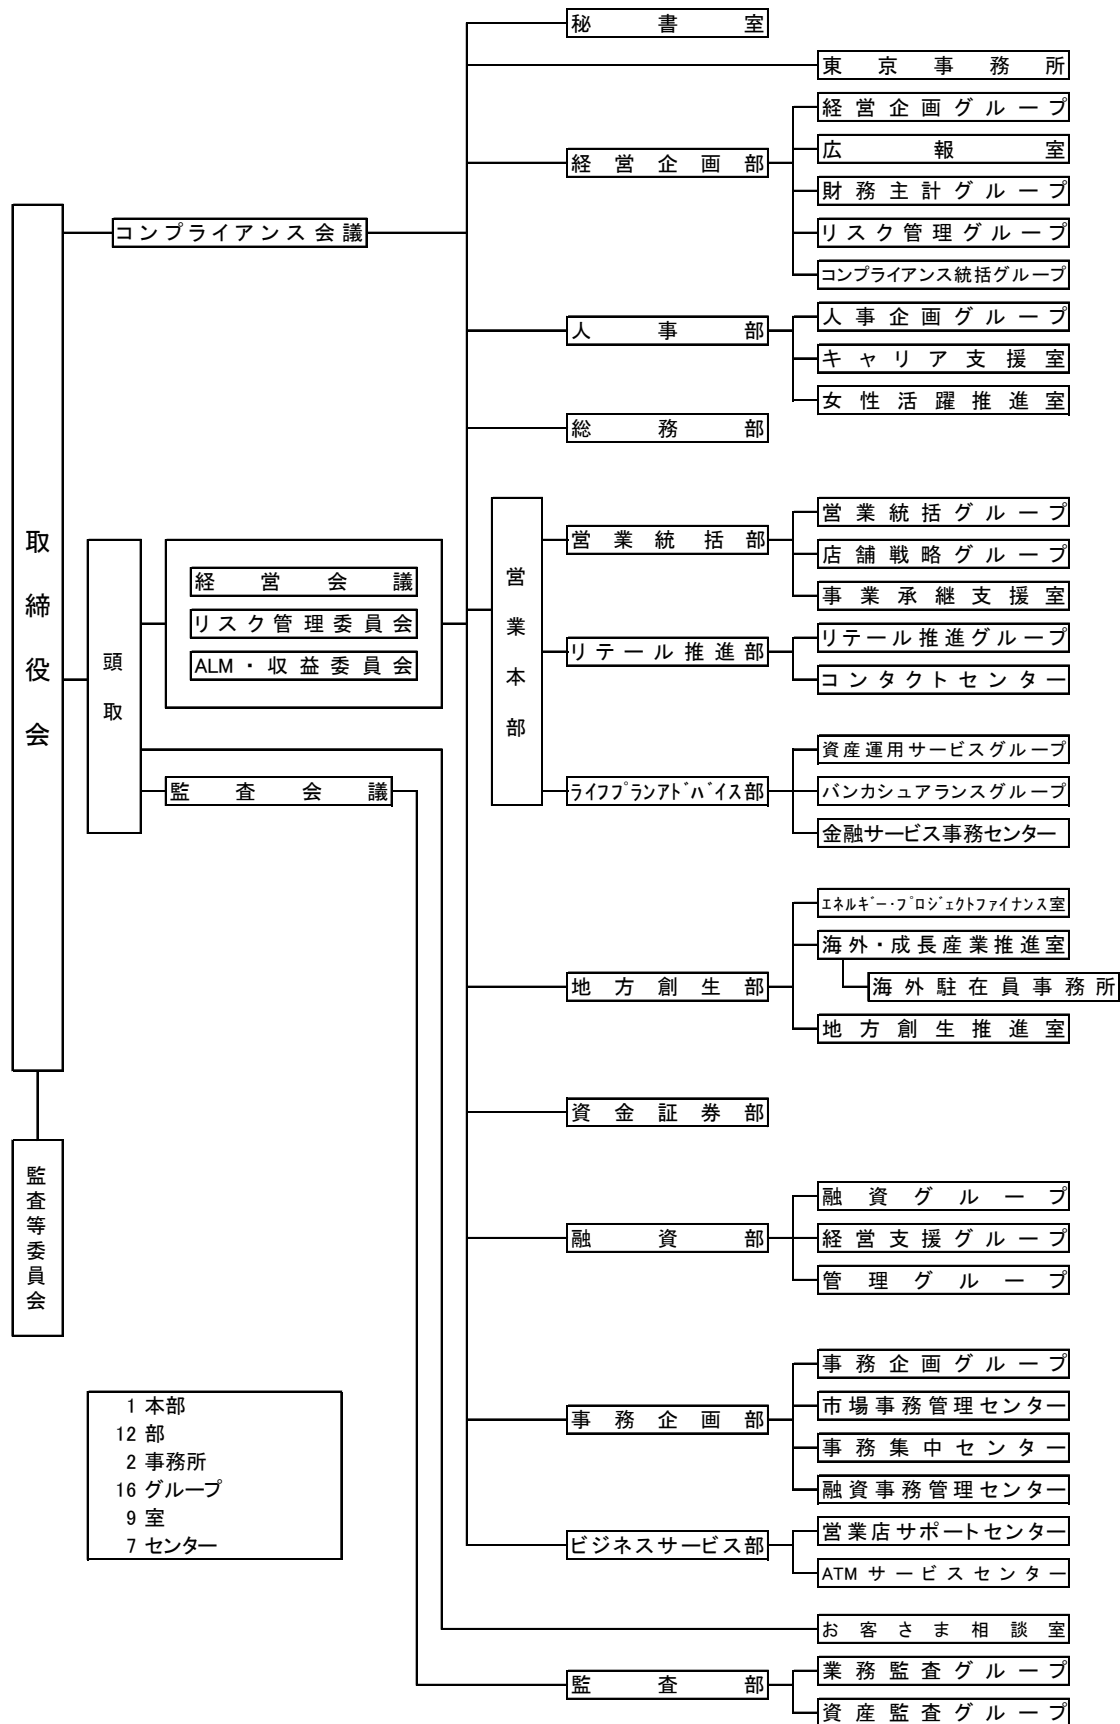 秘書室
東京事務所
経営企画グループ
広報室
経営企画部
財務主計グループ
コンプライアンス会議
リスク管理グループ
コンプライアンス統括グループ
人事企画グループ
人事部
キャリア支援室
女性活躍推進室
総務部
取締役会
頭取
経営会議
リスク管理委員会
ALM・収益委員会
監査会議
営業本部
営業統括部
営業統括グループ
店舗戦略グループ
事業承継支援室
リテール推進部
リテール推進グループ
コンタクトセンター
資産運用サービスグループ
ライフプランアドバイス部
バンカシュアランスグループ
金融サービス事務センター
エネルギー・プロジェクトファイナンス室
海外・成長産業推進室
地方創生部
海外駐在員事務所
地方創生推進室
資金証券部
監査等委員会
融資グループ
融資部
経営支援グループ
管理グループ
事務企画グループ
市場事務管理センター
事務企画部
事務集中センター
融資事務管理センター
営業店サポートセンター
ビジネスサービス部
ATMサービスセンター
お客さま相談室
業務監査グループ
監査部
資産監査グループ
1 本部
12 部
2 事務所
16 グループ
9 室
7 センター